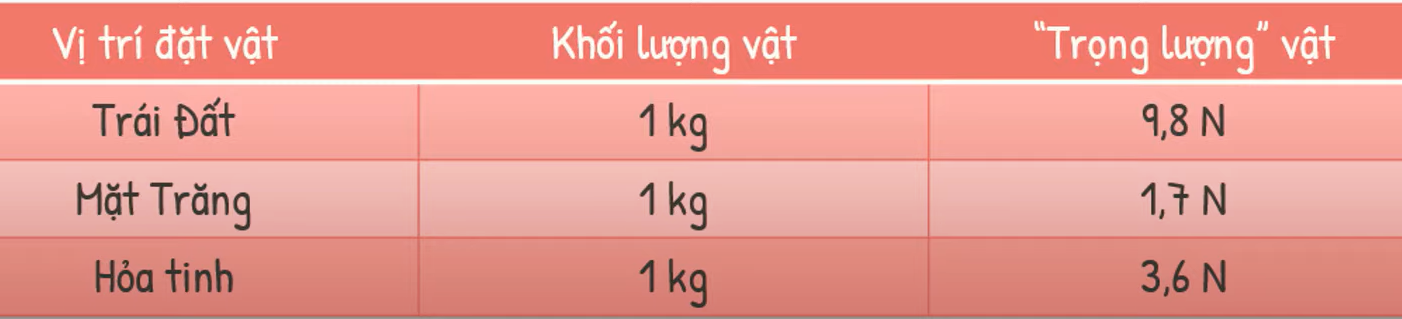 Vị trí đặt vật Khối lượng vật “Trọng lượng” vật
Trái Đất 1 kg 9,8 N
Mặt Trăng 1 kg 1,7 N
Hỏa tinh 1 kg 3,6 N